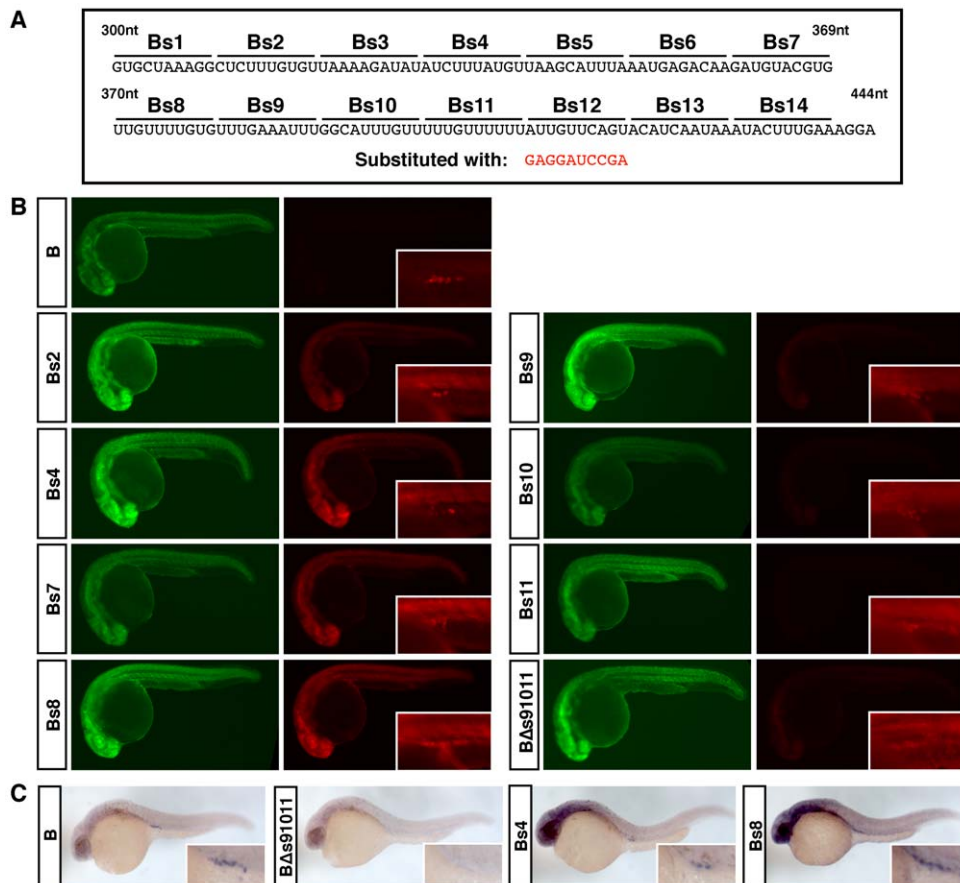 A
300nt Bs1 Bs2 Bs3 Bs4 Bs5 Bs6 Bs7 369nt
GUGCUAAAGGCUCUUUGUGUUAAAAGAUAUAUCUUUAUGUUAAGCAUUUAAAUGAGACAAGAUGUACGUG
370nt Bs8 Bs9 Bs10 Bs11 Bs12 Bs13 Bs14 444nt
UUGUUUUGUGUUUGAAAUUUGGCAUUUGUUUUUGUUUUUUAUUGUUCAGUACAUCAAUAAAUACUUUGAAAGGA
Substituted with: GAGGAUCCGA
B
B
Bs2
Bs9
Bs4
Bs10
Bs7
Bs11
Bs8
BΔs91011
C
B
BΔs91011
Bs4
Bs8